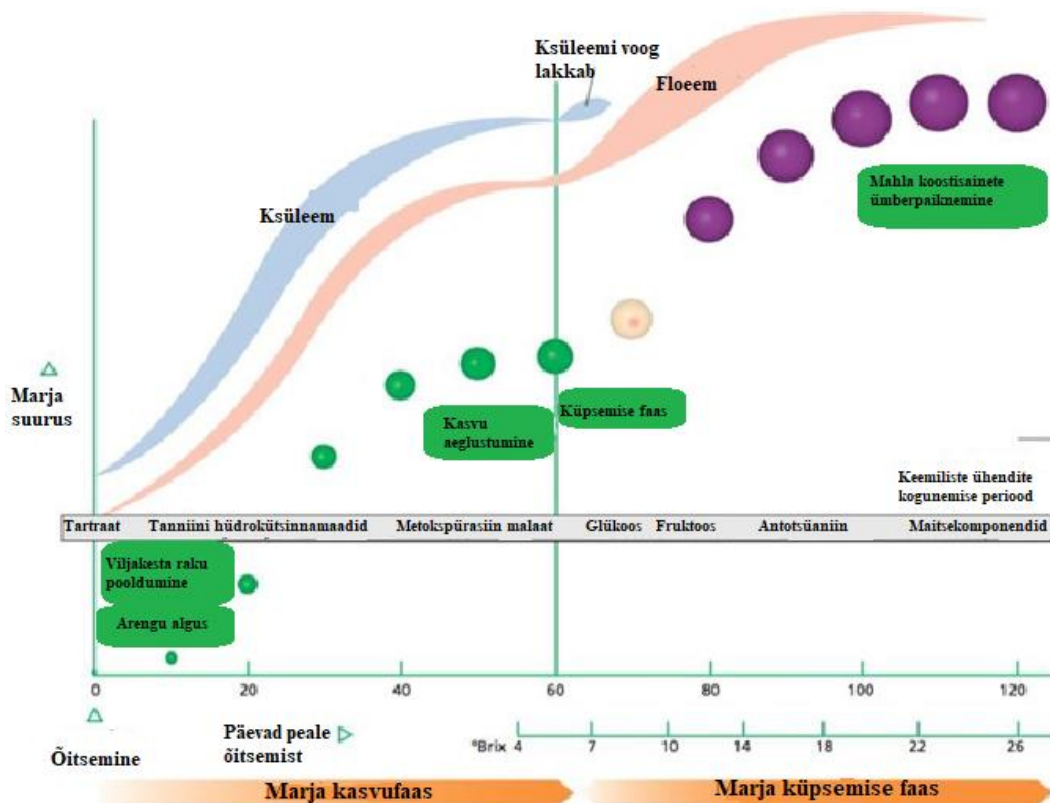 Ksüleemi voog
lakkab
Floeem
Ksüleem
Mahla koostisainete
ümberpaiknemine
Marja
suurus
Kasvu
aeglustumine
Küpsemise faas
Keemiliste ühendite
kogunemise periood
Tartraat Tanniini hüdrokütsinnamaadid Metokspürasiin malaat Glükoos Fruktoos Antotsüaniin Maitsekomponendid
Viljakesta raku
pooldumine
Arengu algus
0 20 40 60 80 100 120
Õitsemine
Päevad peale
õitsemist
°Brix 4 7 10 14 18 22 26
Marja kasvufaas Marja küpsemise faas